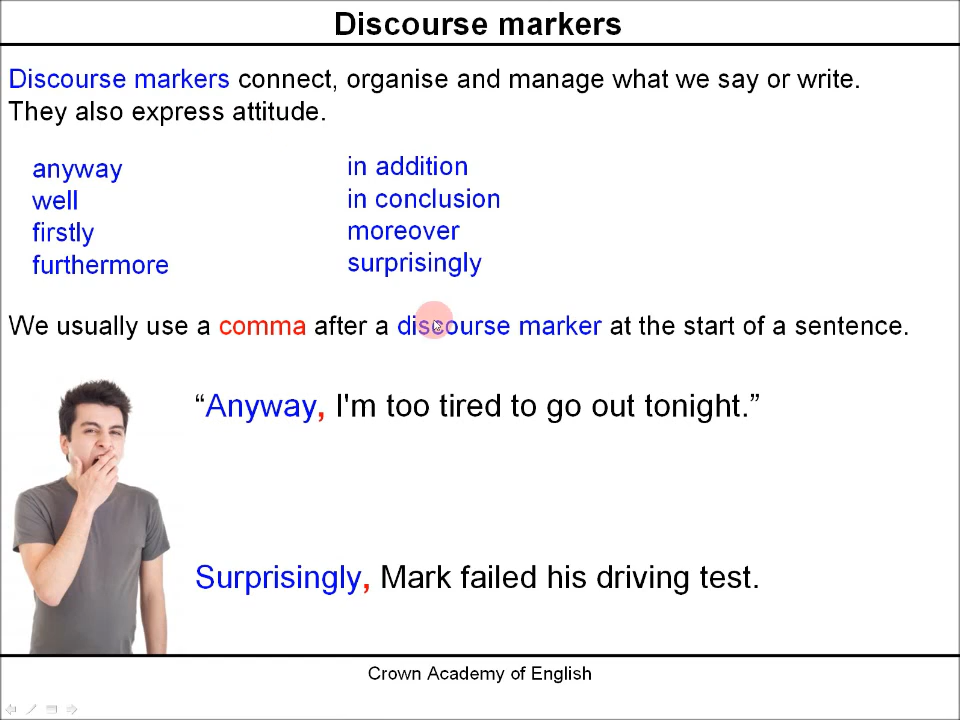 Discourse markers
Discourse markers connect, organise and manage what we say or write.
They also express attitude.
anyway
well
firstly
furthermore
in addition
in conclusion
moreover
surprisingly
We usually use a comma after a discourse marker at the start of a sentence.
“Anyway, I'm too tired to go out tonight.”
Surprisingly, Mark failed his driving test.
Crown Academy of English